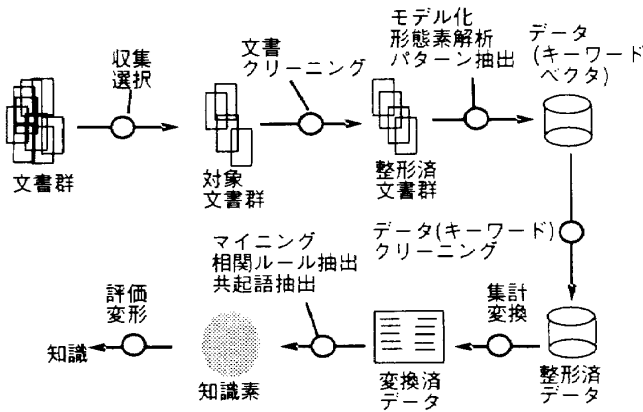 収集
選択
文書
クリーニング
モデル化
形態素解析
パターン抽出
データ
(キーワード
ベクタ)
文書群
対象
文書群
整形済
文書群
データ(キーワード)
クリーニング
マイニング
相関ルール抽出
共起語抽出
評価
変形
集計
変換
知識
知識素
変換済
データ
整形済
データ